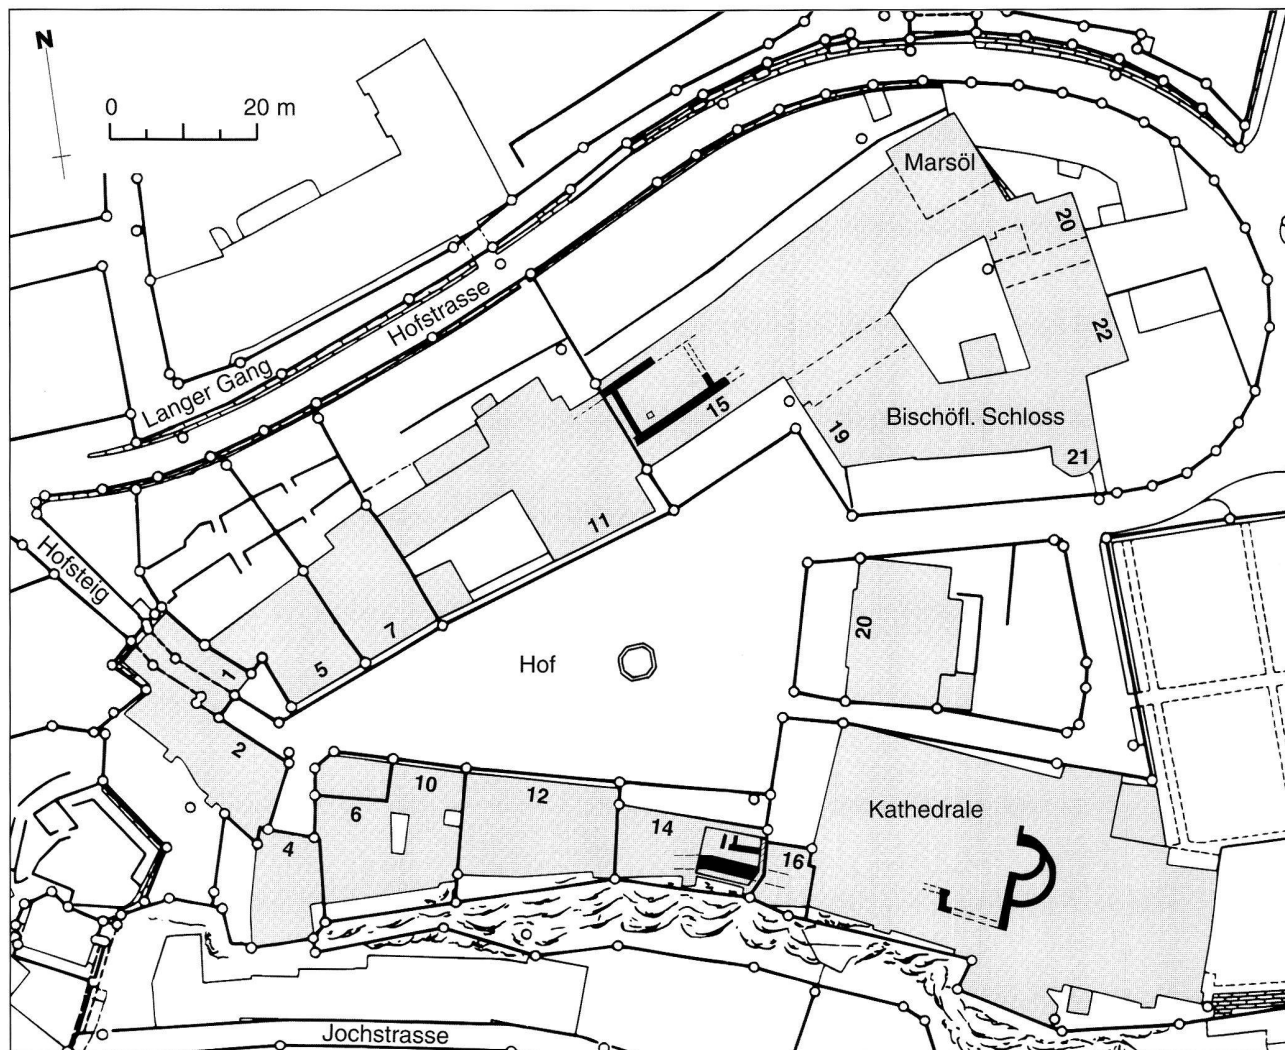 N
0 20 m
Marsöl
20
22
Langer Gang
Hofstrasse
15
19
Bischöfl. Schloss
21
11
Hofsteig
7
5
1
Hof
20
2
10
12
6
14
4
16
Kathedrale
Jochstrasse